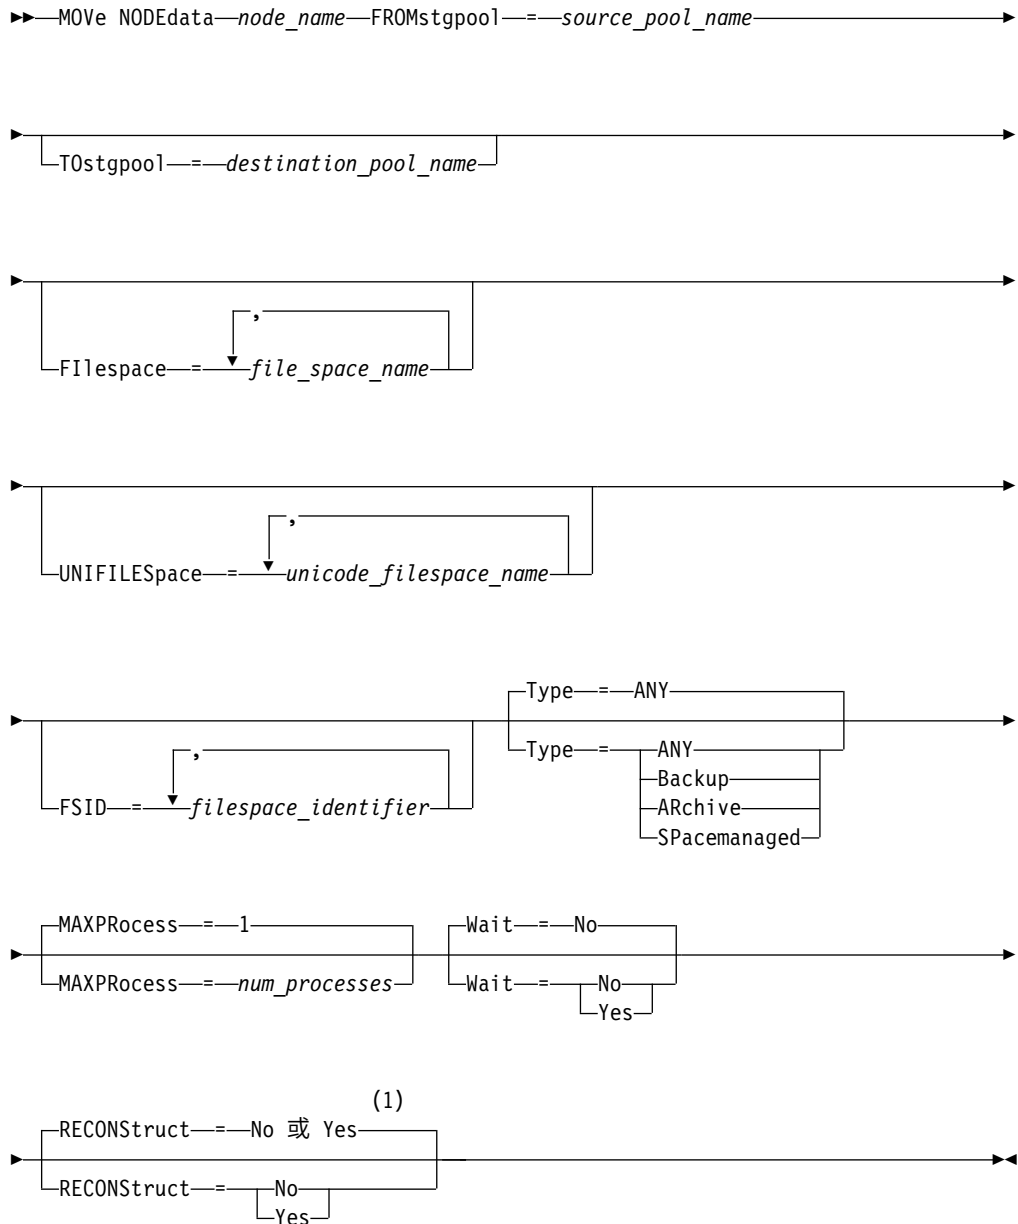 MOVe NODEdata node_name FROMstgpool = source_pool_name
TOstgpool = destination_pool_name
,
FIlespace = file_space_name
,
UNIFILESpace = unicode_filespace_name
Type = ANY
,
Type = ANY
FSID = filespace_identifier
Backup
ARchive
SPacemanaged
MAXPRocess = 1
Wait = No
MAXPRocess = num_processes
Wait = No
Yes
(1)
RECONStruct = No 或 Yes
RECONStruct = No
Yes